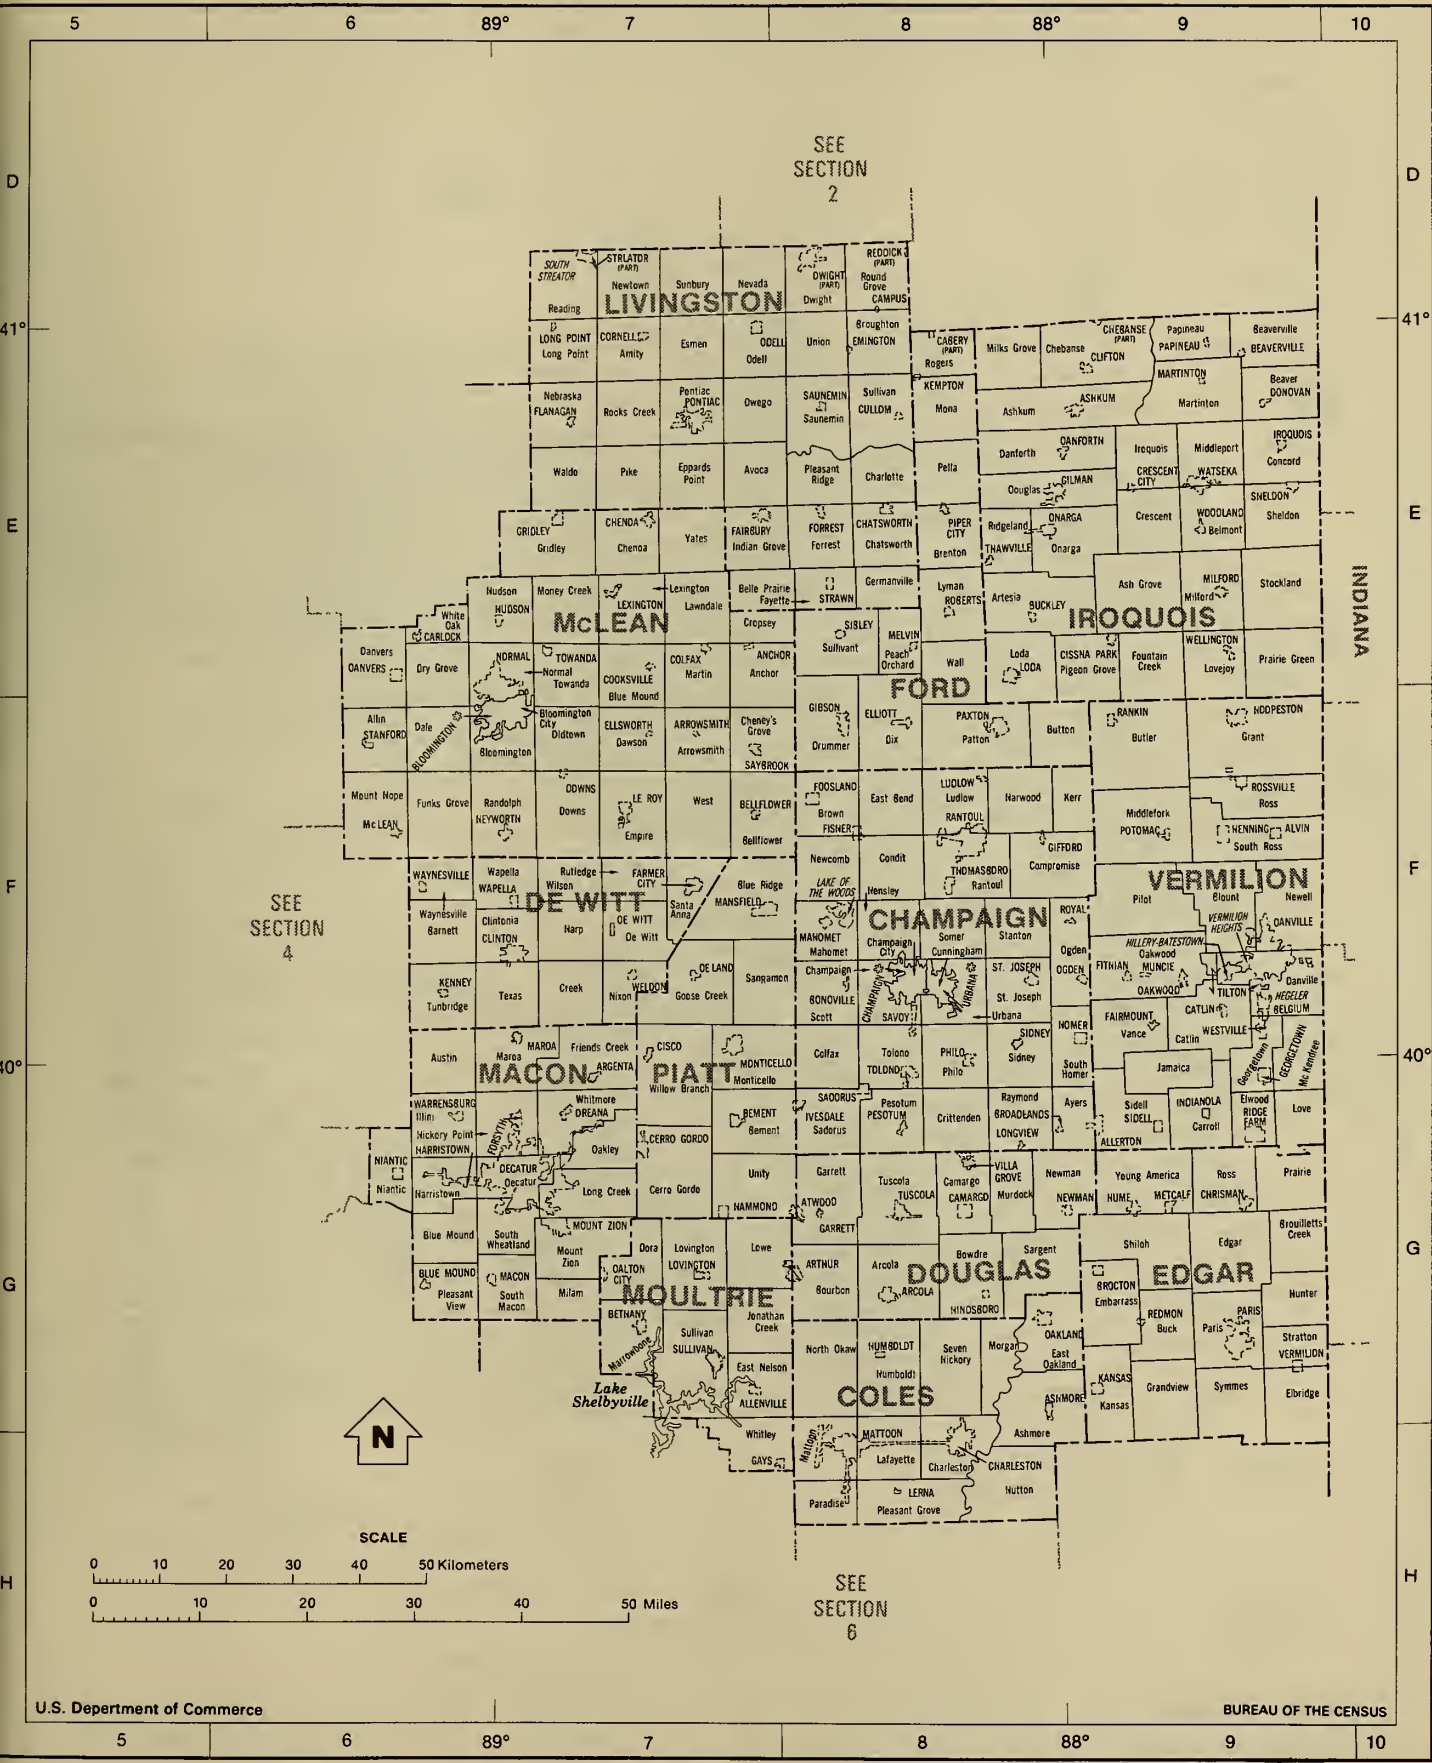 5 6 89° 7 8 88° 9 10
SEE
SECTION
2
D D
SOUTH
STREATOR
STRLATOR
(PART)
Newtown
Reading
Sunbury
Nevada
DWIGHT
(PART)
Dwight
REDDICK
(PART)
Round
Grove
CAMPUS
LIVINGSTON
41° 41°
LONG POINT
Long Point
CORNELL
Amity
Esmen
ODELL
Odell
Union
Broughton
EMINGTON
CABERY
(PART)
Rogers
Milks Grove
Chebanse
CHEBANSE
(PART)
CLIFTON
Papineau
PAPINEAU
Beaverville
BEAVERVILLE
Nebraska
FLANAGAN
Rocks Creek
Pontiac
PONTIAC
Owego
SAUNEMIN
Saunemin
Sullivan
CULLOM
KEMPTON
Mona
Ashkum
ASHKUM
MARTINTON
Martinton
Beaver
DONOVAN
Waldo
Pike
Eppards
Point
Avoca
Pleasant
Ridge
Charlotte
Pella
Danforth
OANFORTH
Douglas
GILMAN
Iroquois
CRESCENT
CITY
Middleport
WATSEKA
IROQUOIS
Concord
SHELDON
Sheldon
E E
GRIDLEY
Gridley
CHENDA
Chenoa
Yates
FAIRBURY
Indian Grove
FORREST
Forrest
CHATSWORTH
Chatsworth
PIPER
CITY
Brenton
Ridgeland
THAWVILLE
ONARGA
Onarga
Crescent
WOODLAND
Belmont
INDIANA
Hudson
HUDSON
Money Creek
LEXINGTON
Lexington
Lawndale
Belle Prairie
Fayette
STRAWN
Germanville
Lyman
ROBERTS
Artesia
BUCKLEY
Ash Grove
MILFORD
Milford
Stockland
White
Oak
CARLOCK
McLEAN
Cropsey
SIBLEY
Sullivant
MELVIN
Peach
Orchard
Wall
IROQUOIS
Danvers
OANVERS
Dry Grove
NORMAL
Normal
TOWANDA
Towanda
COOKSVILLE
Blue Mound
COLFAX
Martin
ANCHOR
Anchor
Loda
LODA
CISSNA PARK
Pigeon Grove
Fountain
Creek
WELLINGTON
Lovejoy
Prairie Green
FORD
Allin
STANFORD
Dale
BLOOMINGTON
Bloomington
City
Bloomington
Oldtown
ELLSWORTH
Dawson
ARROWSMITH
Arrowsmith
Cheney's
Grove
SAYBROOK
GIBSON
Drummer
ELLIOTT
Dix
PAXTON
Patton
Button
RANKIN
Butler
HOOPESTON
Grant
Mount Hope
McLEAN
Funks Grove
Randolph
HEYWORTH
DOWNS
Downs
LE ROY
Empire
West
BELLFLOWER
Bellflower
FOOSLAND
Brown
FISHER
East Bend
LUDLOW
Ludlow
RANTOUL
Harwood
Kerr
Middlefork
POTOMAC
ROSSVILLE
Ross
HENNING
ALVIN
South Ross
F F
SEE
SECTION
4
WAYNESVILLE
Waynesville
Wapella
WAPELLA
Rutledge
Wilson
FARMER
CITY
Santa
Anna
Blue Ridge
MANSFIELD
Newcomb
Condit
THOMASBORO
Rantoul
GIFFORD
Compromise
VERMILION
Pilot
Blount
Newell
DE WITT
LAKE OF
THE WOODS
Hensley
CHAMPAIGN
ROYAL
Barnett
Clintonia
CLINTON
Harp
DE WITT
De Witt
MAHOMET
Mahomet
Champaign
City
Somer
Cunningham
Stanton
Ogden
OGDEN
HILLERY-BATESTOWN
VERMILION
HEIGHTS
OANVILLE
Danville
KENNEY
Tunbridge
Texas
Creek
Nixon
WELDON
DE LAND
Goose Creek
Sangamon
Champaign
BONDVILLE
Scott
CHAMPAIGN
SAVOY
URBANA
Urbana
ST. JOSEPH
St. Joseph
FITHIAN
Oakwood
MUNCIE
OAKWOOD
TILTON
HEGELER
BELGIUM
Austin
Maroa
MAROA
Friends Creek
ARGENTA
CISCO
Willow Branch
MONTICELLO
Monticello
Colfax
Tolono
TOLONO
PHILO
Philo
SIDNEY
Sidney
HOMER
South
Homer
FAIRMOUNT
Vance
CATLIN
Catlin
WESTVILLE
Georgetown
GEORGETOWN
Mc Kendree
Jamaica
40° 40°
MACON PIATT
WARRENSBURG
Illini
Hickory Point
HARRISTOWN
FORSYTH
Whitmore
OREANA
Oakley
CERRO GORDO
Cerro Gordo
BEMENT
Bement
IVESDALE
Sadorus
SADORUS
Pesotum
PESOTUM
Crittenden
Raymond
BROADLANDS
LONGVIEW
Ayers
ALLERTON
Sidell
SIDELL
INDIANOLA
Carroll
Elwood
RIDGE
FARM
Love
NIANTIC
Niantic
Harristown
DECATUR
Decatur
Long Creek
Unity
HAMMOND
Garrett
ATWOOD
GARRETT
Tuscola
TUSCOLA
Camargo
CAMARGO
VILLA
GROVE
Murdock
Newman
NEWMAN
Young America
HUME
METCALF
Ross
CHRISMAN
Prairie
G G
Blue Mound
BLUE MOUND
Pleasant
View
South
Wheatland
MACON
South
Macon
MOUNT ZION
Mount
Zion
Milam
Dora
DALTON
CITY
Lovington
LOVINGTON
Lowe
ARTHUR
Bourbon
Arcola
ARCOLA
Bowdre
Sargent
HINDSBORO
DOUGLAS
Shiloh
Edgar
Brouilletts
Creek
EDGAR
BROCTON
Embarrass
Hunter
MOULTRIE
BETHANY
Marrowbone
Sullivan
SULLIVAN
Jonathan
Creek
East Nelson
ALLENVILLE
Lake
Shelbyville
North Okaw
HUMBOLDT
Humboldt
Seven
Hickory
Morgan
OAKLAND
East
Oakland
REDMON
Buck
Paris
PARIS
Stratton
VERMILION
COLES
ASHMORE
Ashmore
KANSAS
Kansas
Grandview
Symmes
Elbridge
Whitley
GAYS
Mattoon
MATTOON
Lafayette
Charleston
CHARLESTON
Hutton
Paradise
LERNA
Pleasant Grove
N
SCALE
0 10 20 30 40 50 Kilometers
0 10 20 30 40 50 Miles
H H
SEE
SECTION
6
U.S. Department of Commerce
BUREAU OF THE CENSUS
5 6 89° 7 8 88° 9 10